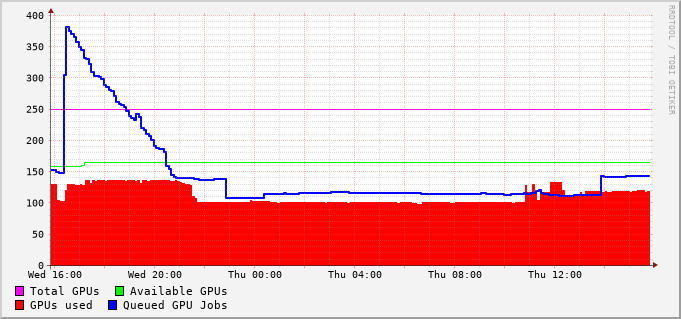 400
350
300
250
200
150
100
50
0
Wed 16:00 Wed 20:00 Thu 00:00 Thu 04:00 Thu 08:00 Thu 12:00
Total GPUs Available GPUs
GPUs used Queued GPU Jobs
RRDTOOL / TOBI OETIKER